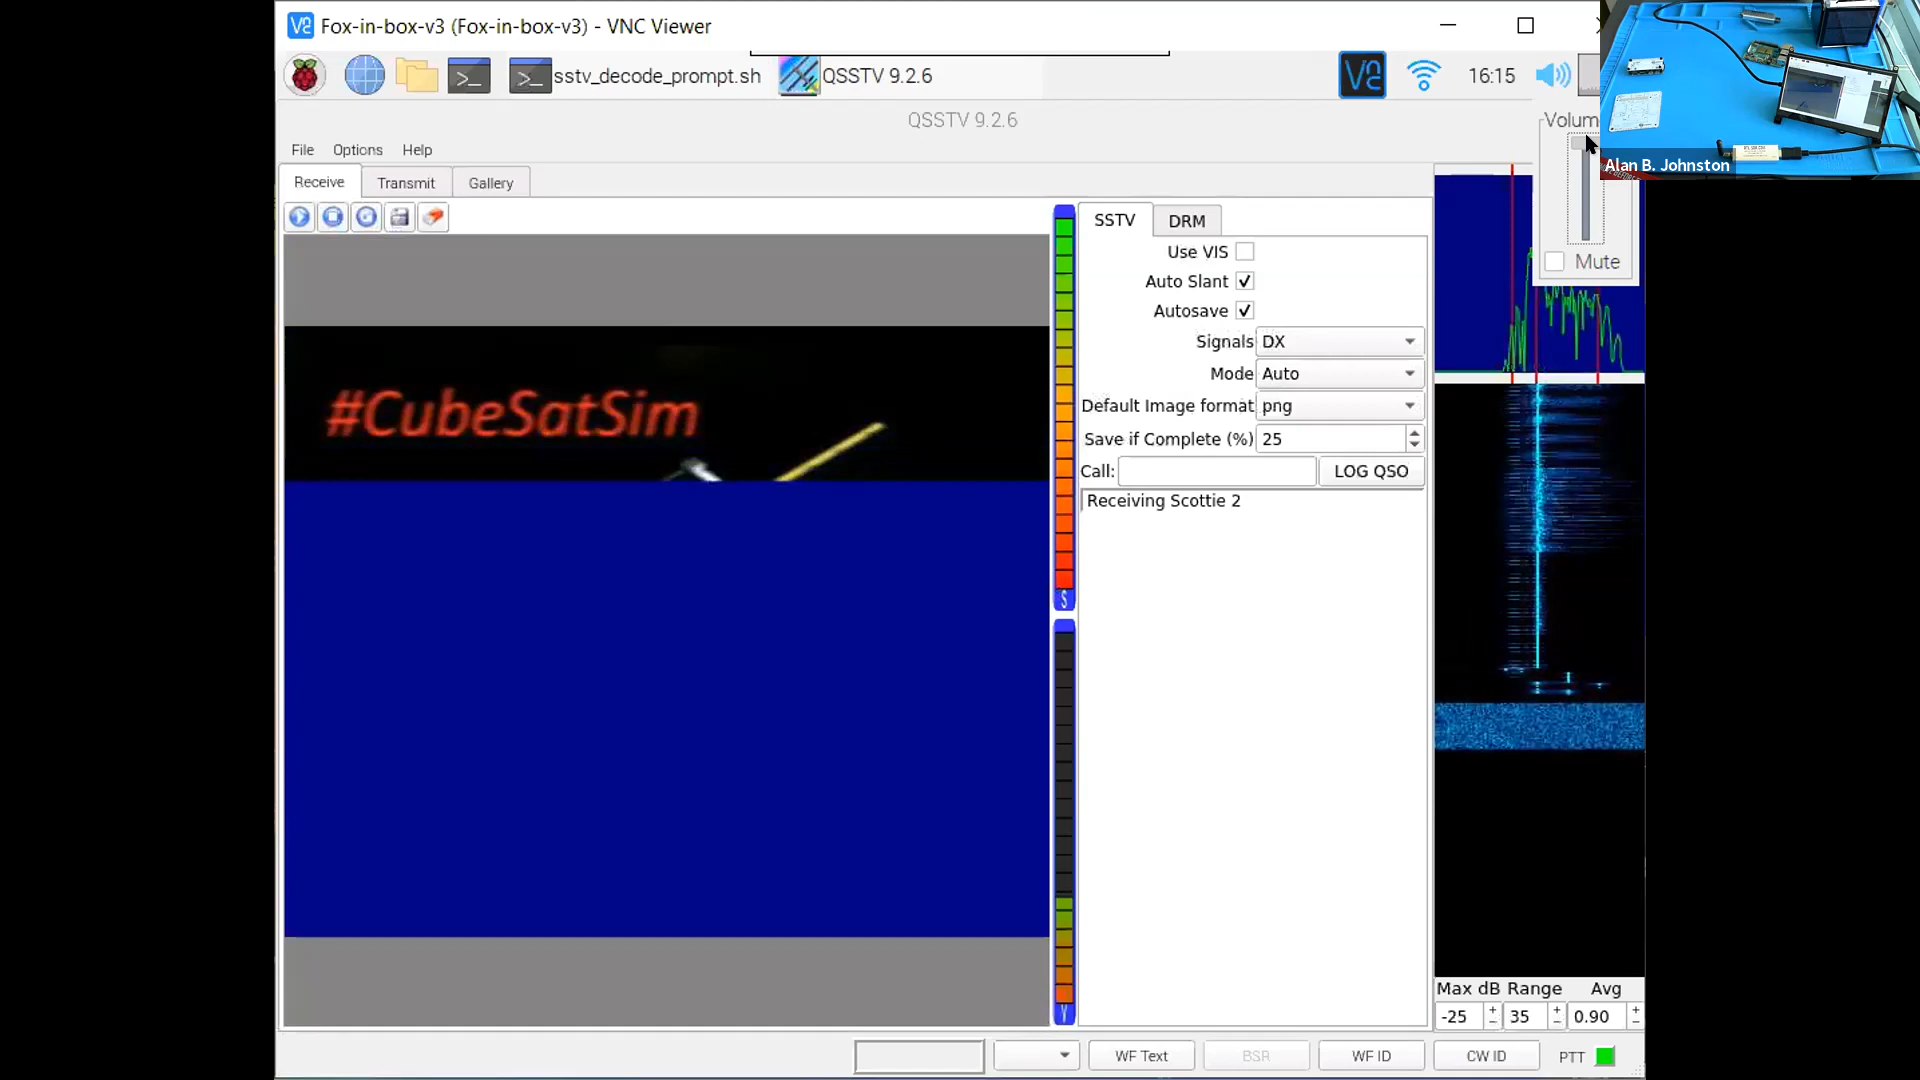 Fox-in-box-v3 (Fox-in-box-v3) - VNC Viewer
sstv_decode_prompt.sh
QSSTV 9.2.6
16:15
QSSTV 9.2.6
Volum
Alan B. Johnston
File Options Help
Receive Transmit Gallery
Mute
SSTV DRM
Use VIS
Auto Slant
Autosave
Signals DX
Mode Auto
Default Image format png
Save if Complete (%) 25
Call: LOG QSO
Receiving Scottie 2
#CubeSatSim
S
Y
Max dB Range Avg
-25 35 0.90
WF Text BSR WF ID CW ID PTT